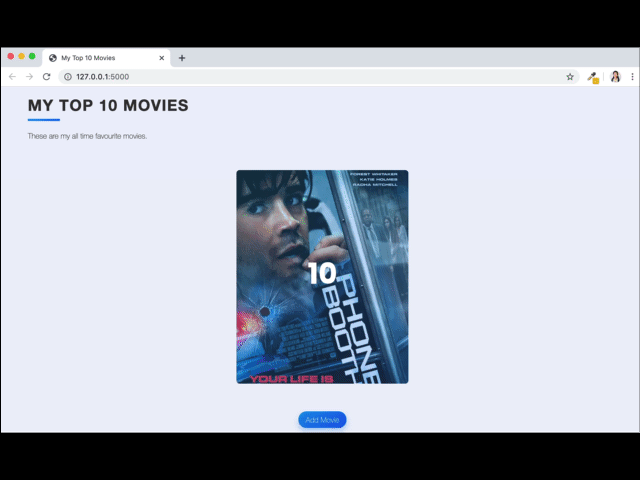 My Top 10 Movies
127.0.0.1:5000
MY TOP 10 MOVIES
These are my all time favourite movies.
FOREST WHITAKER
KATIE HOLMES
RADHA MITCHELL
10
PHONE
BOOTH
YOUR LIFE IS
Add Movie